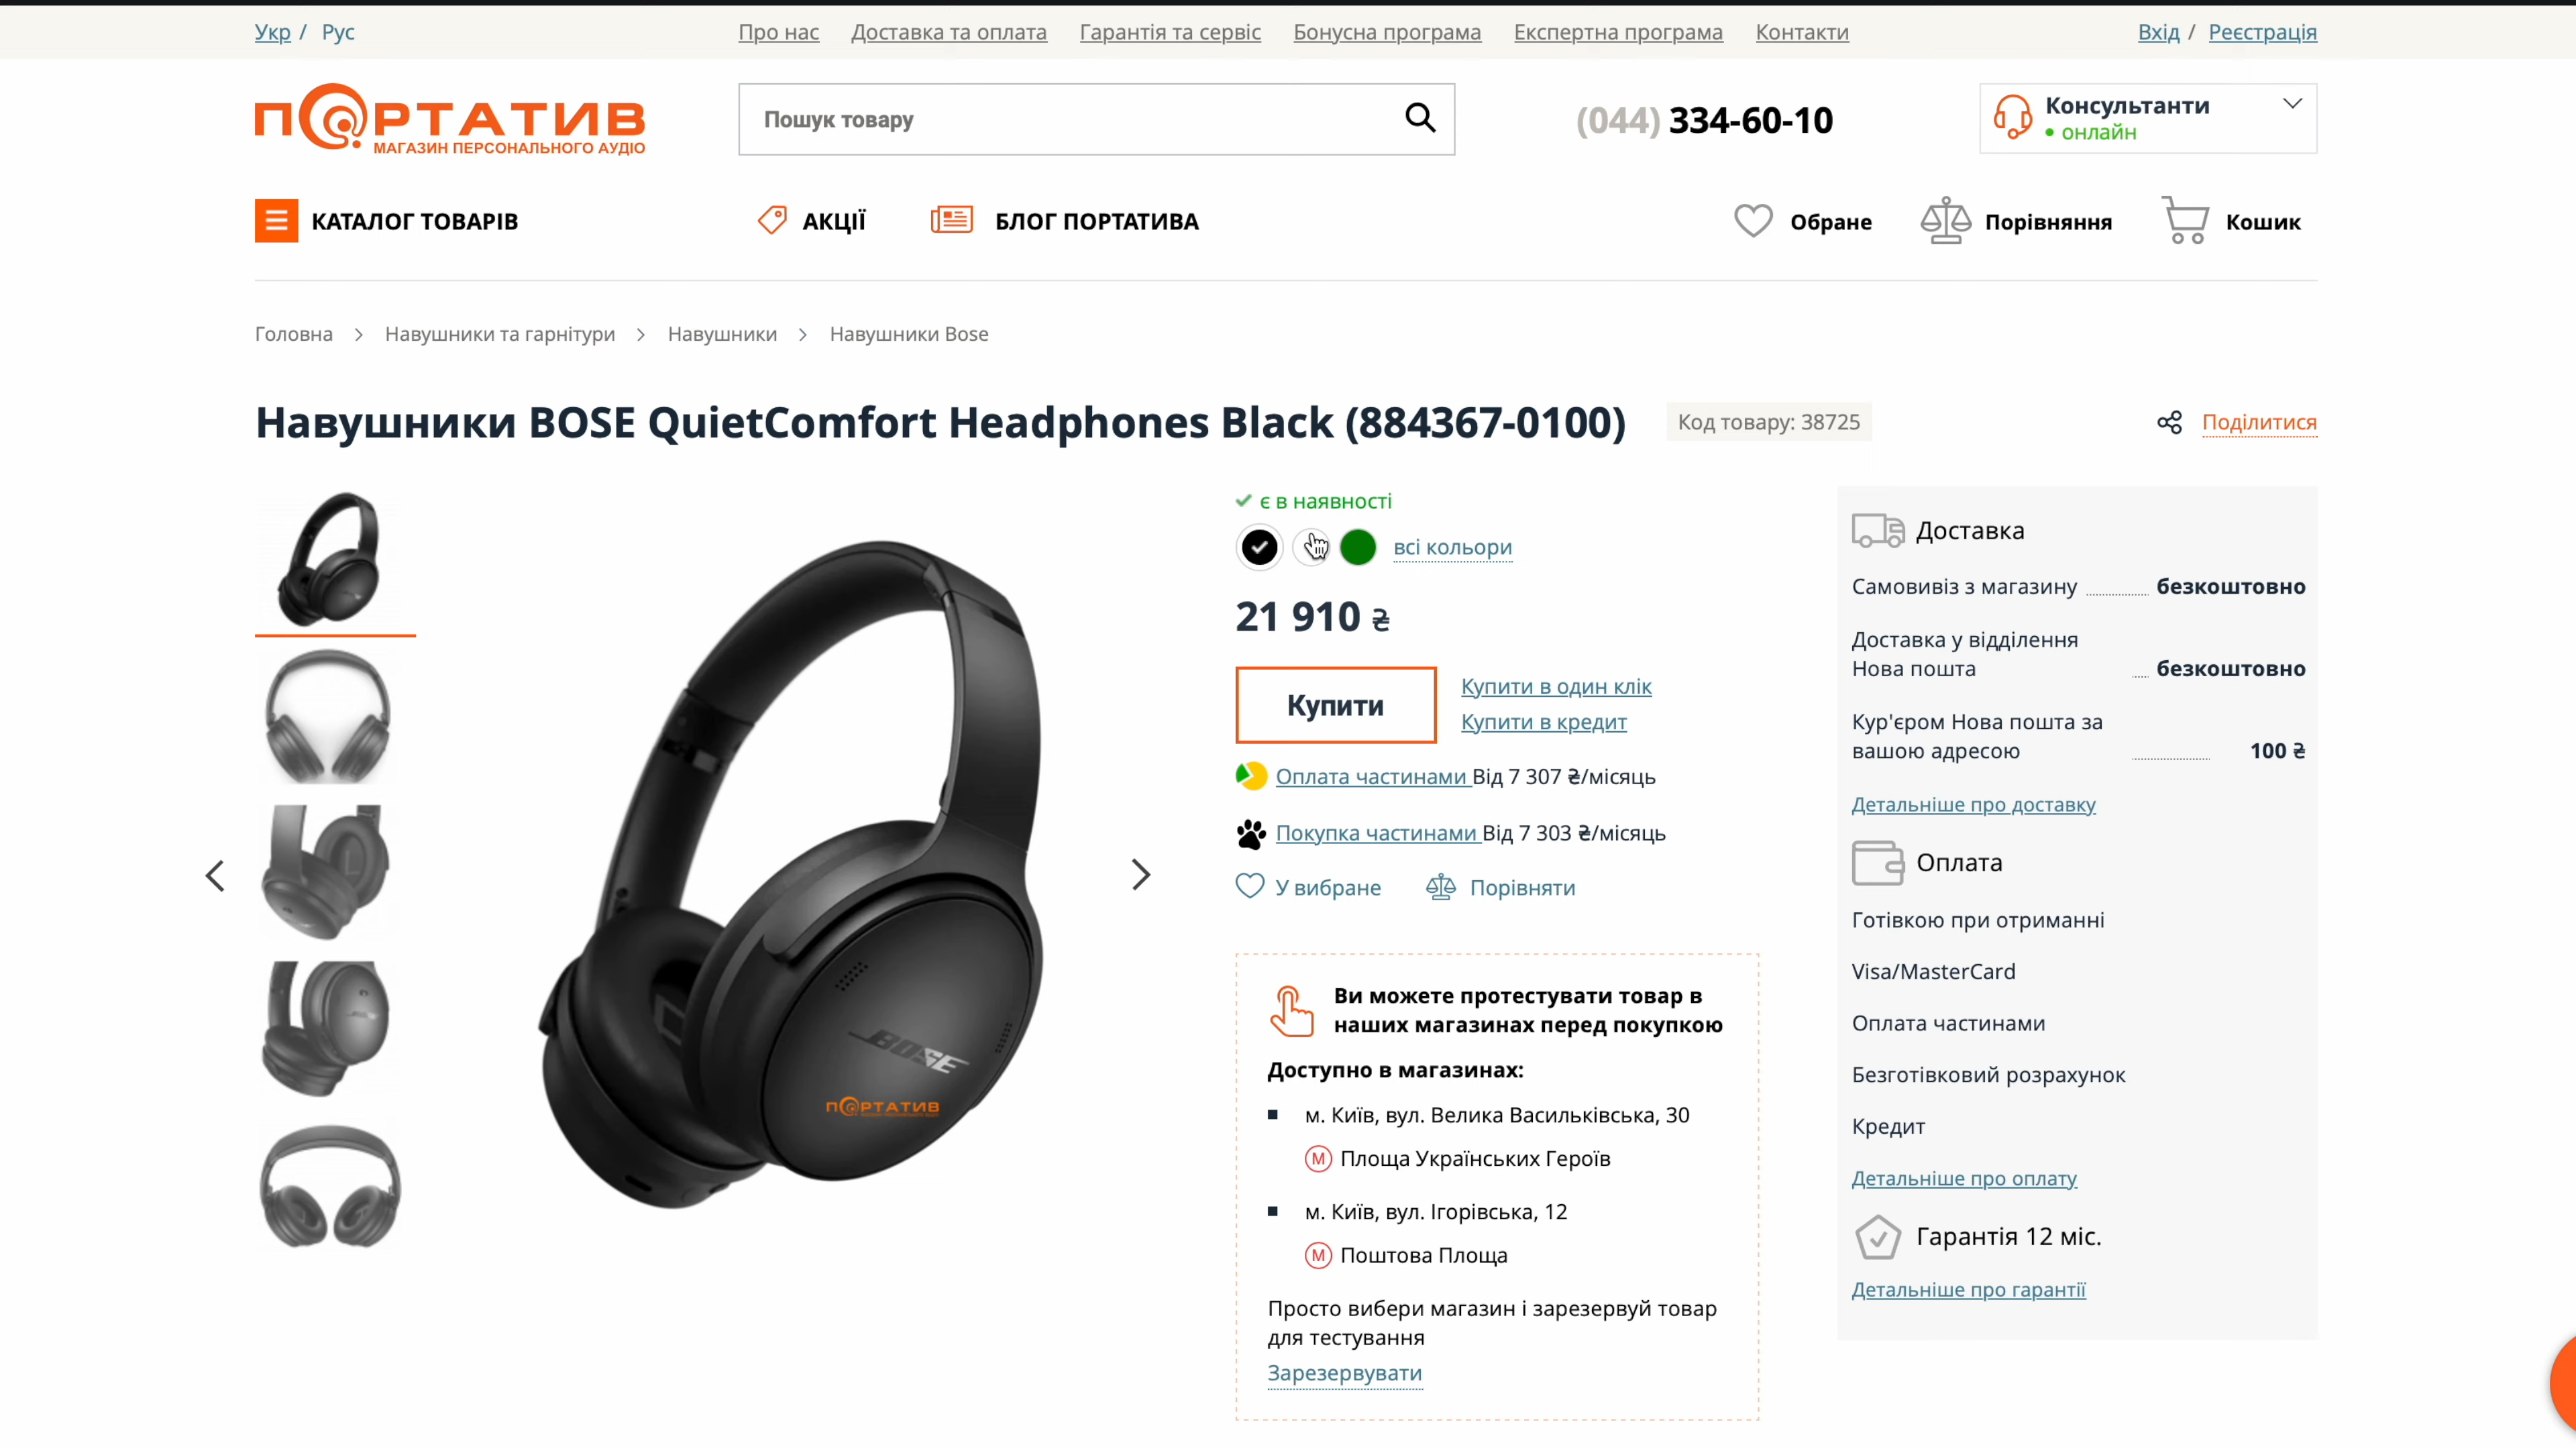 Укр / Рус
Про нас Доставка та оплата Гарантія та сервіс Бонусна програма Експертна програма Контакти
Вхід / Реєстрація
ПОРТАТИВ
МАГАЗИН ПЕРСОНАЛЬНОГО АУДІО
Пошук товару
(044) 334-60-10
Консультанти
• онлайн
КАТАЛОГ ТОВАРІВ
АКЦІЇ
БЛОГ ПОРТАТИВА
Обране
Порівняння
Кошик
Головна > Навушники та гарнітури > Навушники > Навушники Bose
Навушники BOSE QuietComfort Headphones Black (884367-0100)
Код товару: 38725
Поділитися
BOSE
ПОРТАТИВ
є в наявності
всі кольори
21 910 ₴
Купити
Купити в один клік
Купити в кредит
Оплата частинами Від 7 307 ₴/місяць
Покупка частинами Від 7 303 ₴/місяць
У вибране
Порівняти
Ви можете протестувати товар в
наших магазинах перед покупкою
Доступно в магазинах:
м. Київ, вул. Велика Васильківська, 30
М Площа Українських Героїв
м. Київ, вул. Ігорівська, 12
М Поштова Площа
Просто вибери магазин і зарезервуй товар
для тестування
Зарезервувати
Доставка
Самовивіз з магазину безкоштовно
Доставка у відділення
Нова пошта безкоштовно
Кур'єром Нова пошта за
вашою адресою 100 ₴
Детальніше про доставку
Оплата
Готівкою при отриманні
Visa/MasterCard
Оплата частинами
Безготівковий розрахунок
Кредит
Детальніше про оплату
Гарантія 12 міс.
Детальніше про гарантії